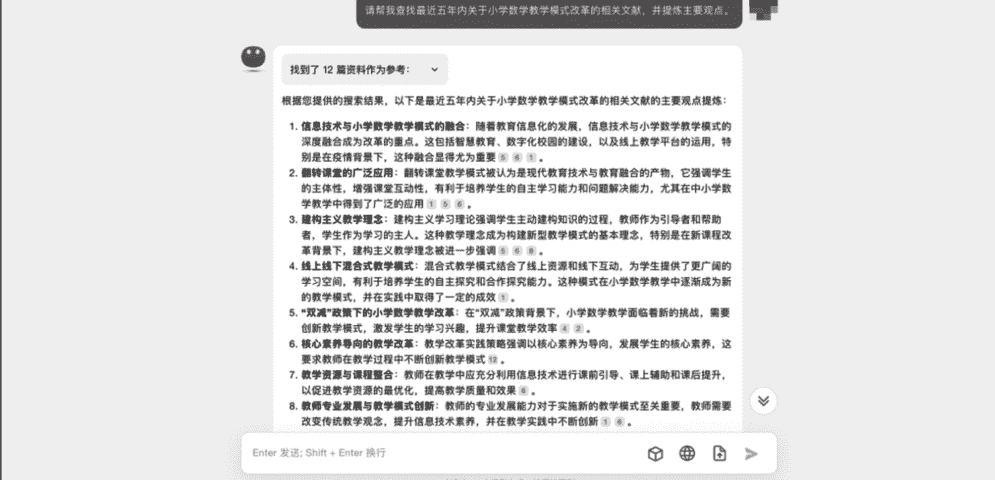 请帮我查找最近五年内关于小学数学教学模式改革的相关文献，并提炼主要观点。
找到了 12 篇资料作为参考：
根据您提供的搜索结果，以下是最近五年内关于小学数学教学模式改革的相关文献的主要观点提炼：
1. 信息技术与小学数学教学模式的融合：随着教育信息化的发展，信息技术与小学数学教学模式的
深度融合成为改革的重点。这包括智慧教育、数字化校园的建设，以及线上教学平台的运用，特
别是在疫情背景下，这种融合显得尤为重要 5 6 1 。
2. 翻转课堂的广泛应用：翻转课堂教学模式被认为是现代教育技术与教育融合的产物，它强调学生
的主体性，增强课堂互动性，有利于培养学生的自主学习能力和问题解决能力，尤其在中小学数
学教学中得到了广泛的应用 1 5 6 。
3. 建构主义教学理念：建构主义学习理论强调学生主动建构知识的过程，教师作为引导者和帮助
者，学生作为学习的主人。这种教学理念成为构建新型教学模式的基本理念，特别是在新课程改
革背景下，建构主义教学理念被进一步强调 5 6 8 。
4. 线上线下混合式教学模式：混合式教学模式结合了线上资源和线下互动，为学生提供了更广阔的
学习空间，有利于培养学生的自主探究和合作探究能力。这种模式在小学数学教学中逐渐成为新
的教学模式，并在实践中取得了一定的成效 1 。
5. “双减”政策下的小学数学教学改革：在“双减”政策背景下，小学数学教学面临着新的挑战，需要
创新教学模式，激发学生的学习兴趣，提升课堂教学效率 4 2 。
6. 核心素养导向的教学改革：教学改革实践策略强调以核心素养为导向，发展学生的核心素养，这
要求教师在教学过程中不断创新教学模式 12 。
7. 教学资源与课程整合：教师在教学中应充分利用信息技术进行课前引导、课上辅助和课后提升，
以促进教学资源的最优化，提高教学质量和效果 6 。
8. 教师专业发展与教学模式创新：教师的专业发展能力对于实施新的教学模式至关重要，教师需要
改变传统教学观念，提升信息技术素养，并在教学实践中不断创新 1 6 。
Enter 发送; Shift + Enter 换行